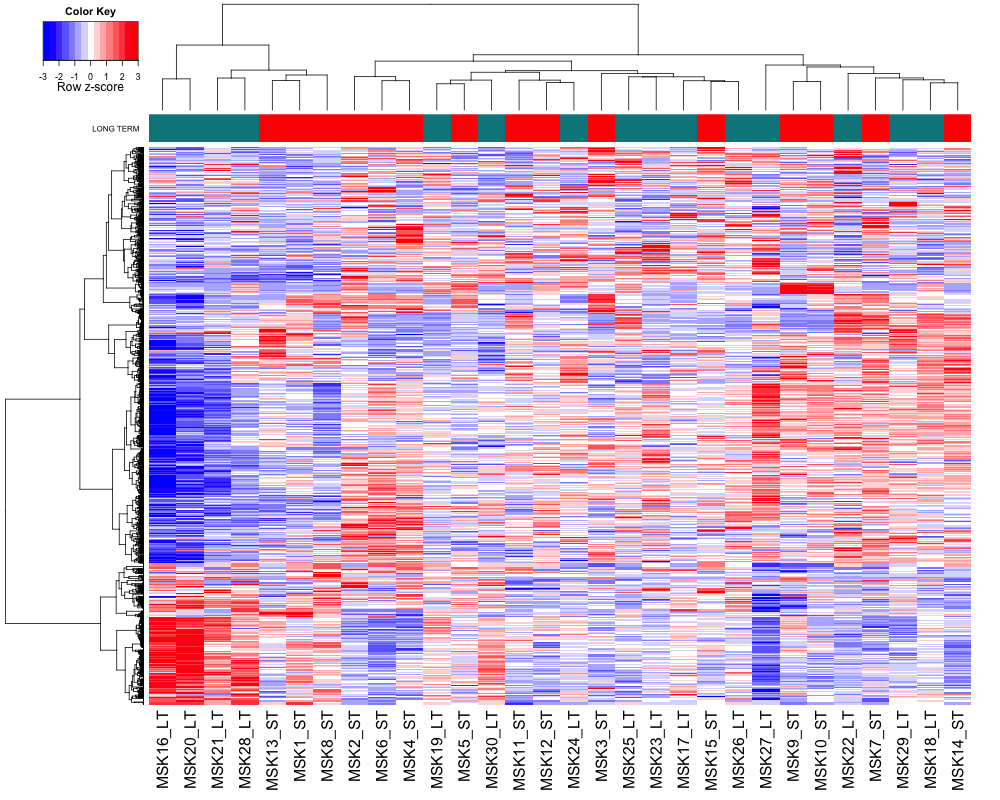 Color Key
-3 -2 -1 0 1 2 3
Row z-score
LONG TERM
MSK16_LT
MSK20_LT
MSK21_LT
MSK28_LT
MSK13_ST
MSK1_ST
MSK8_ST
MSK2_ST
MSK6_ST
MSK4_ST
MSK19_LT
MSK5_ST
MSK30_LT
MSK11_ST
MSK12_ST
MSK24_LT
MSK3_ST
MSK25_LT
MSK23_LT
MSK17_LT
MSK15_ST
MSK26_LT
MSK27_LT
MSK9_ST
MSK10_ST
MSK22_LT
MSK7_ST
MSK29_LT
MSK18_LT
MSK14_ST